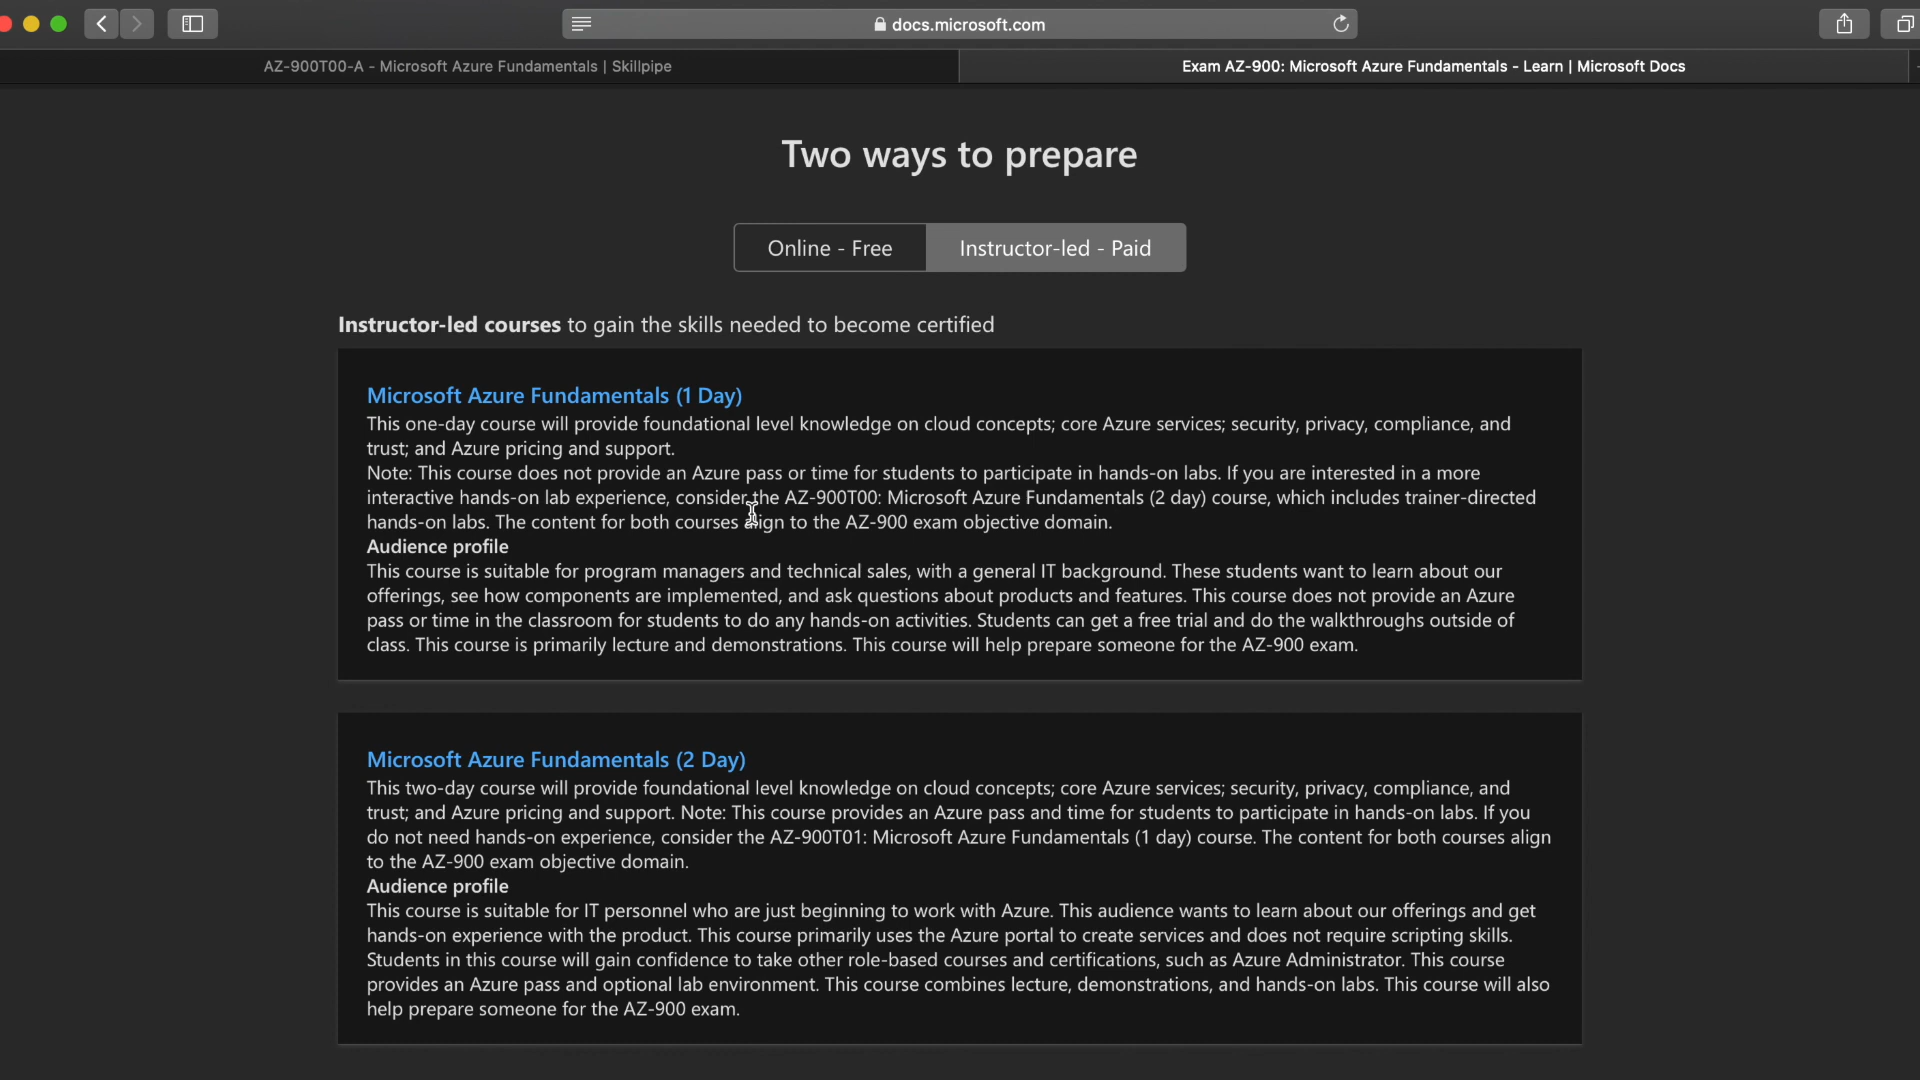 docs.microsoft.com
AZ-900T00-A - Microsoft Azure Fundamentals | Skillpipe
Exam AZ-900: Microsoft Azure Fundamentals - Learn | Microsoft Docs
Two ways to prepare
Online - Free
Instructor-led - Paid
Instructor-led courses to gain the skills needed to become certified
Microsoft Azure Fundamentals (1 Day)
This one-day course will provide foundational level knowledge on cloud concepts; core Azure services; security, privacy, compliance, and
trust; and Azure pricing and support.
Note: This course does not provide an Azure pass or time for students to participate in hands-on labs. If you are interested in a more
interactive hands-on lab experience, consider the AZ-900T00: Microsoft Azure Fundamentals (2 day) course, which includes trainer-directed
hands-on labs. The content for both courses align to the AZ-900 exam objective domain.
Audience profile
This course is suitable for program managers and technical sales, with a general IT background. These students want to learn about our
offerings, see how components are implemented, and ask questions about products and features. This course does not provide an Azure
pass or time in the classroom for students to do any hands-on activities. Students can get a free trial and do the walkthroughs outside of
class. This course is primarily lecture and demonstrations. This course will help prepare someone for the AZ-900 exam.
Microsoft Azure Fundamentals (2 Day)
This two-day course will provide foundational level knowledge on cloud concepts; core Azure services; security, privacy, compliance, and
trust; and Azure pricing and support. Note: This course provides an Azure pass and time for students to participate in hands-on labs. If you
do not need hands-on experience, consider the AZ-900T01: Microsoft Azure Fundamentals (1 day) course. The content for both courses align
to the AZ-900 exam objective domain.
Audience profile
This course is suitable for IT personnel who are just beginning to work with Azure. This audience wants to learn about our offerings and get
hands-on experience with the product. This course primarily uses the Azure portal to create services and does not require scripting skills.
Students in this course will gain confidence to take other role-based courses and certifications, such as Azure Administrator. This course
provides an Azure pass and optional lab environment. This course combines lecture, demonstrations, and hands-on labs. This course will also
help prepare someone for the AZ-900 exam.